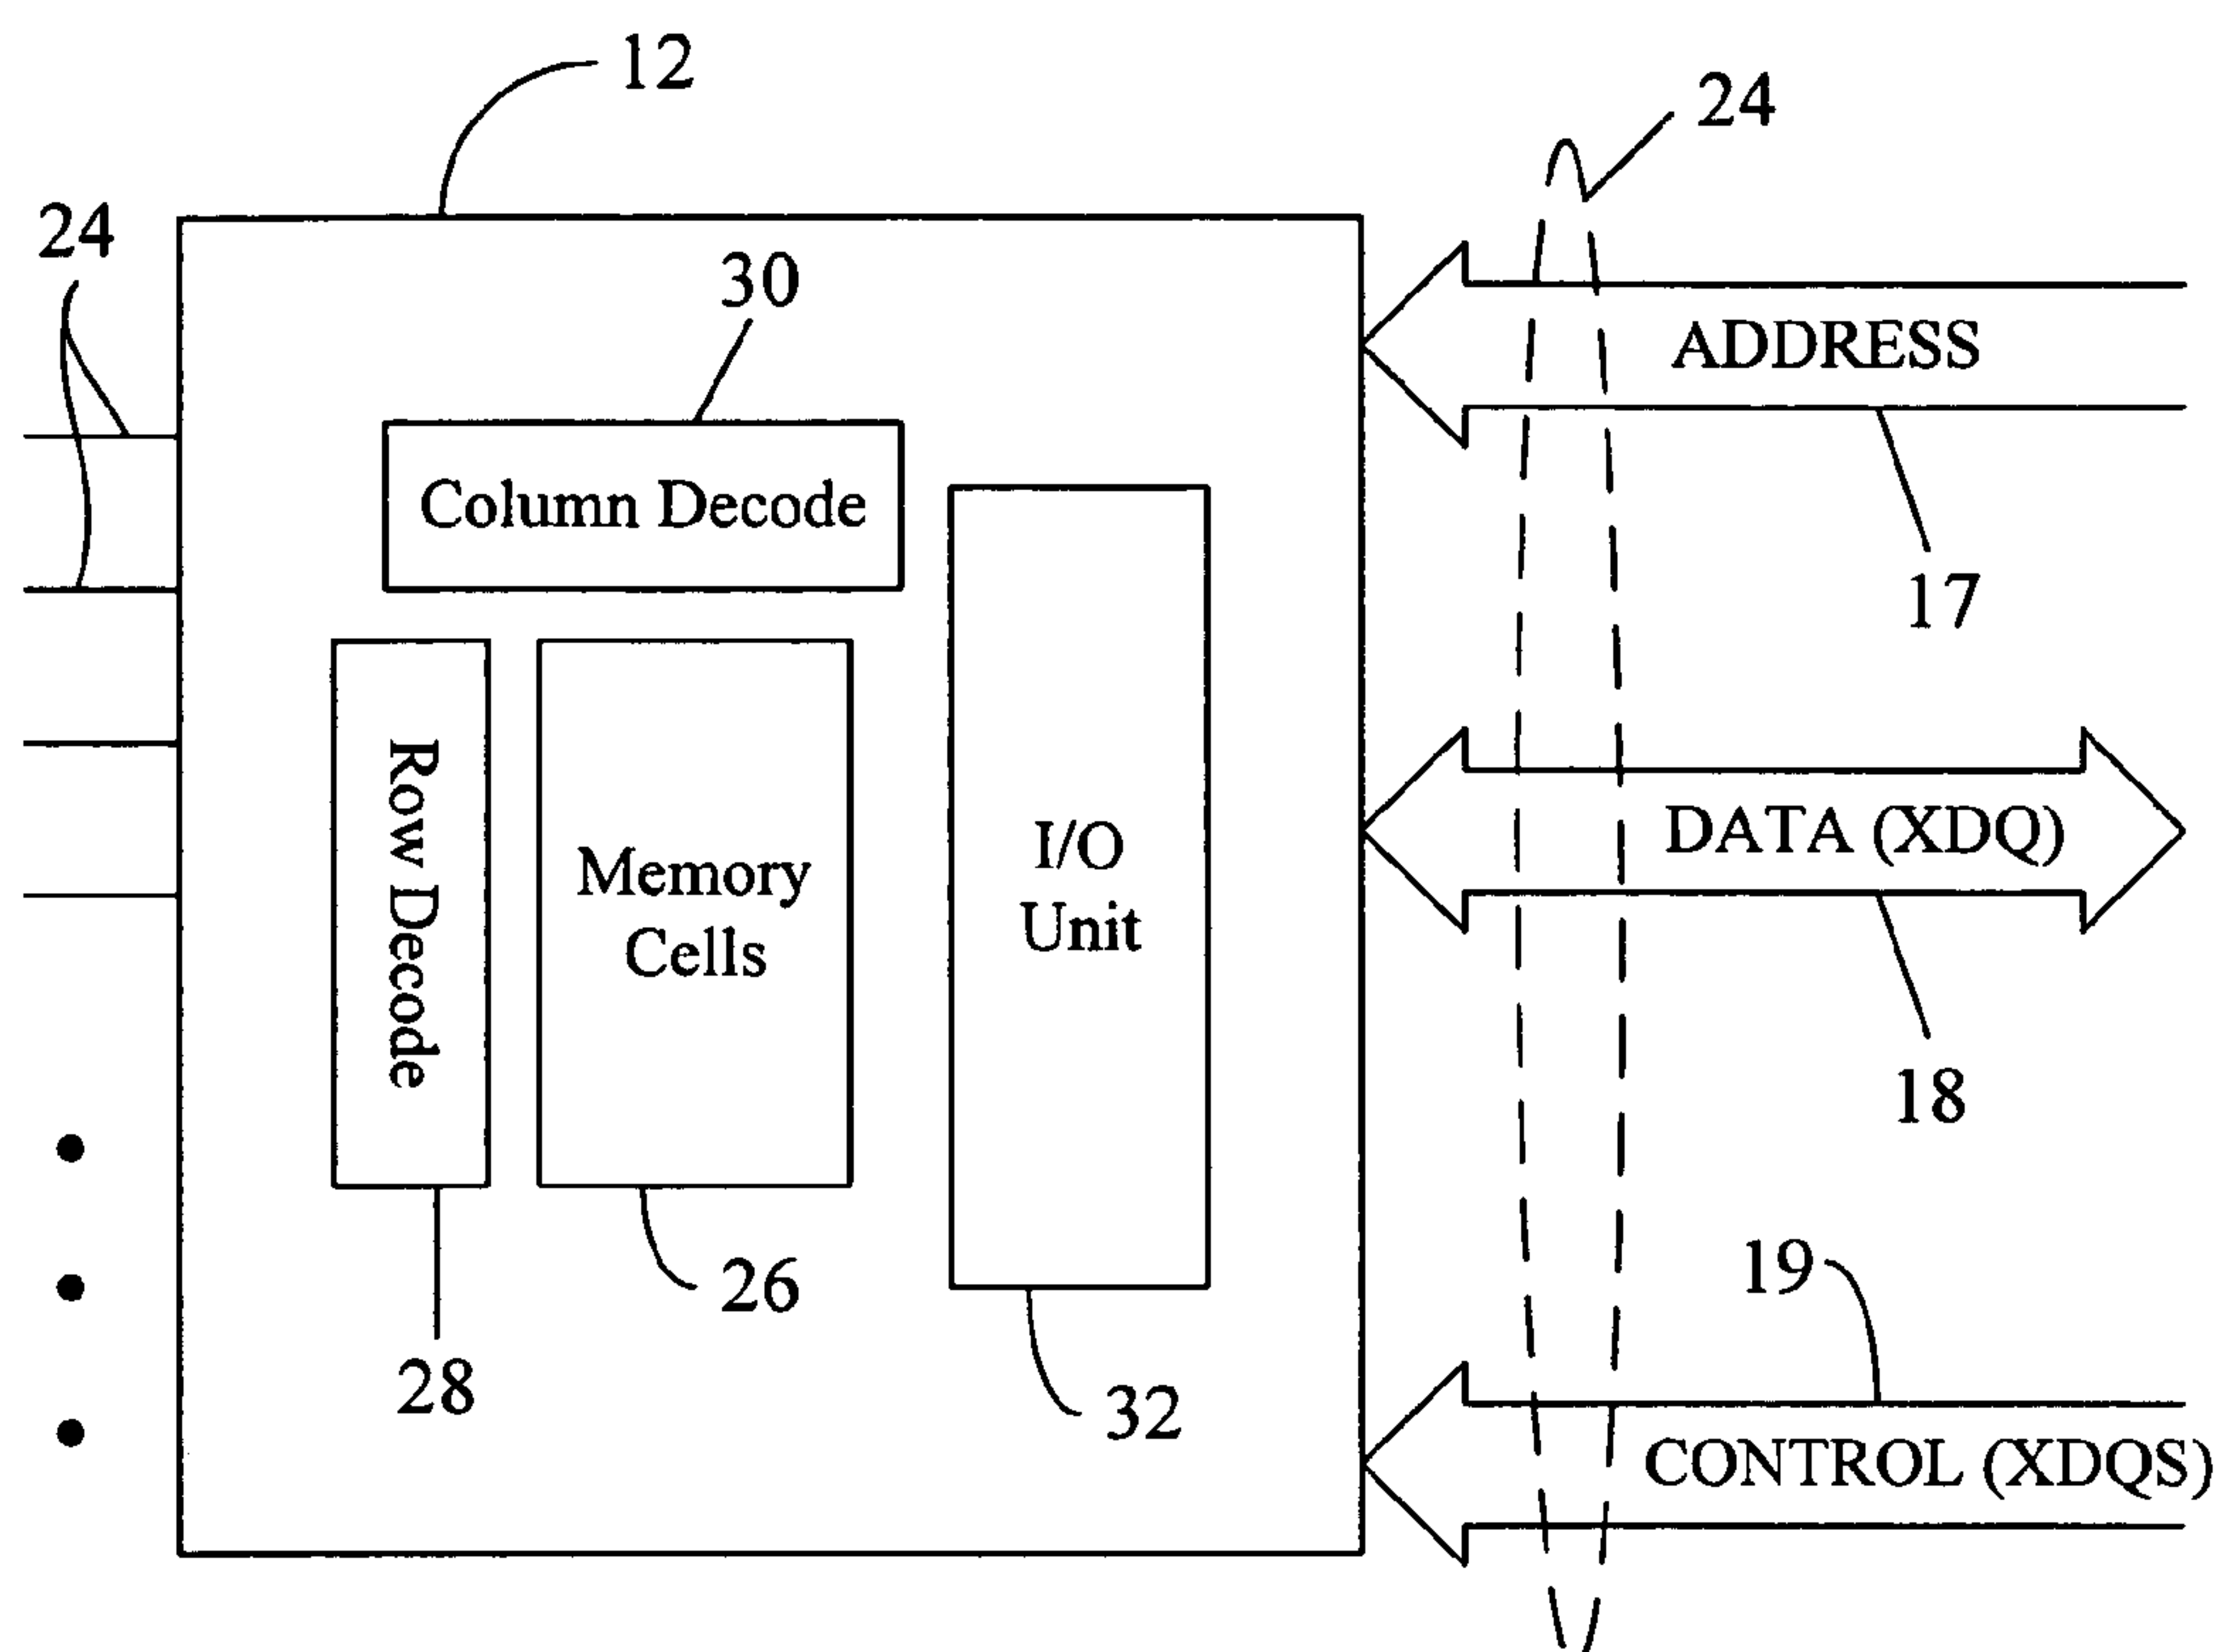 12
24
24
30
ADDRESS
Column Decode
17
Row Decode
Memory
Cells
I/O
Unit
DATA (XDQ)
18
19
26
28
32
CONTROL (XDQS)